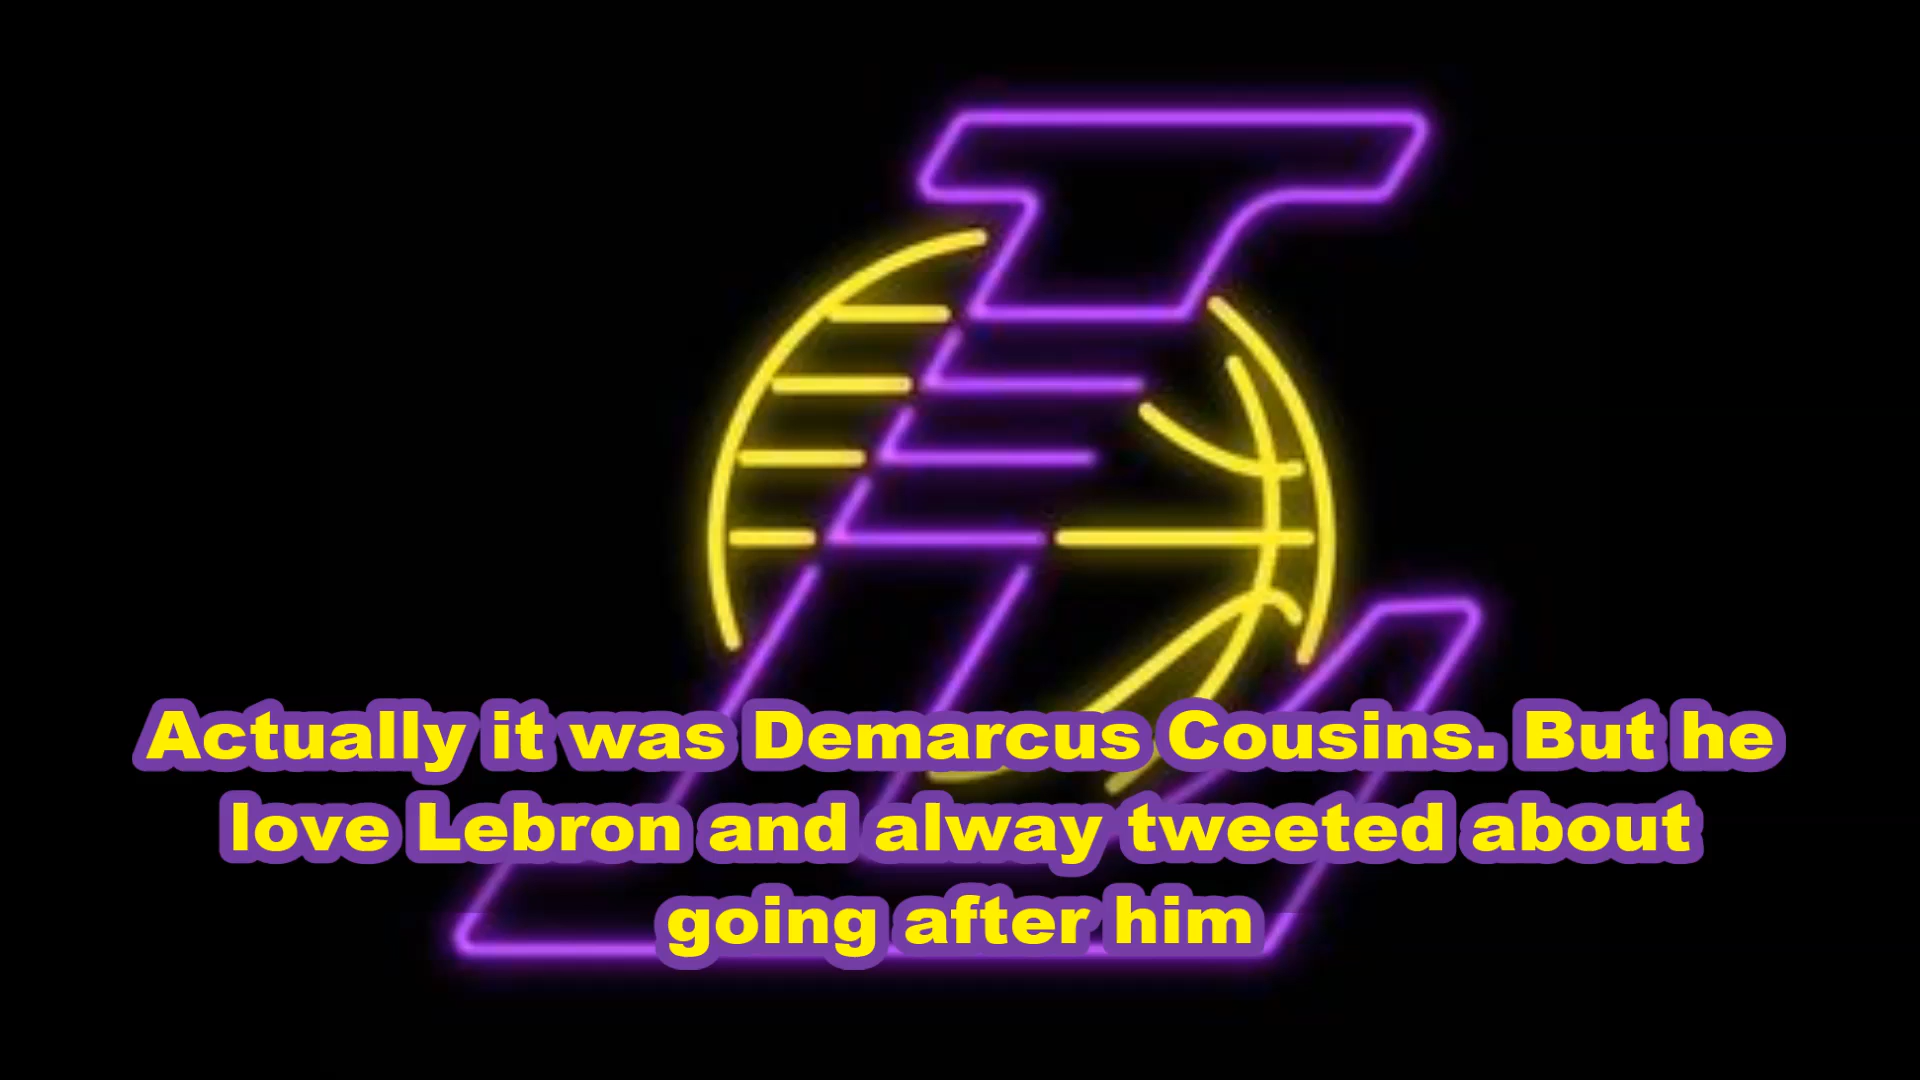 Actually it was Demarcus Cousins. But he
love Lebron and alway tweeted about
going after him